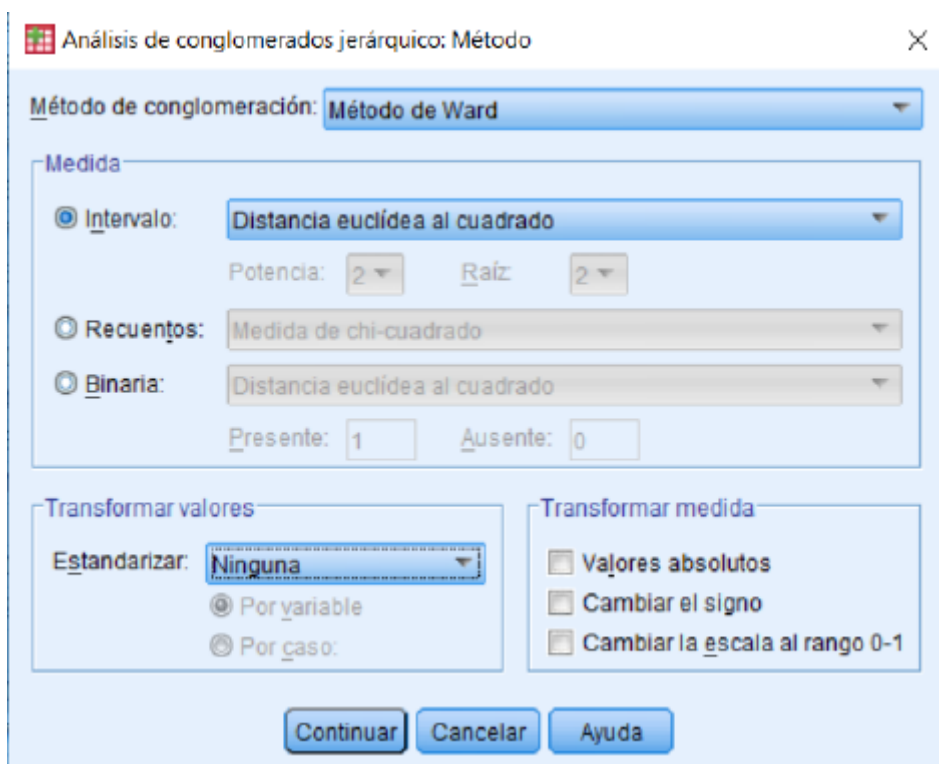 Análisis de conglomerados jerárquico: Método
Método de conglomeración: Método de Ward
Medida
Intervalo: Distancia euclídea al cuadrado
Potencia: 2 Raíz 2
Recuentos: Medida de chi-cuadrado
Binaria: Distancia euclídea al cuadrado
Presente: 1 Ausente: 0
Transformar valores
Estandarizar: Ninguna
Por variable
Por caso:
Transformar medida
Valores absolutos
Cambiar el signo
Cambiar la escala al rango 0-1
Continuar Cancelar Ayuda